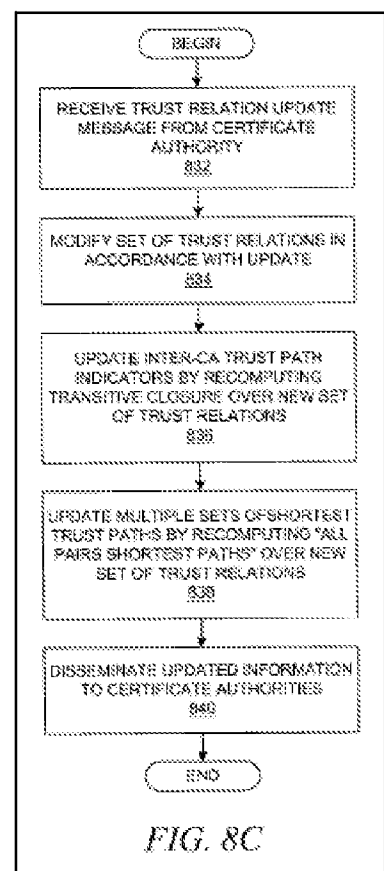 BEGIN
RECEIVE TRUST RELATION UPDATE
MESSAGE FROM CERTIFICATE
AUTHORITY
832
MODIFY SET OF TRUST RELATIONS IN
ACCORDANCE WITH UPDATE
834
UPDATE INTER-CA TRUST PATH
INDICATORS BY RECOMPUTING
TRANSITIVE CLOSURE OVER NEW SET
OF TRUST RELATIONS
836
UPDATE MULTIPLE SETS OFSHORTEST
TRUST PATHS BY RECOMPUTING "ALL
PAIRS SHORTEST PATHS" OVER NEW
SET OF TRUST RELATIONS
838
DISSEMINATE UPDATED INFORMATION
TO CERTIFICATE AUTHORITIES
840
END
FIG. 8C